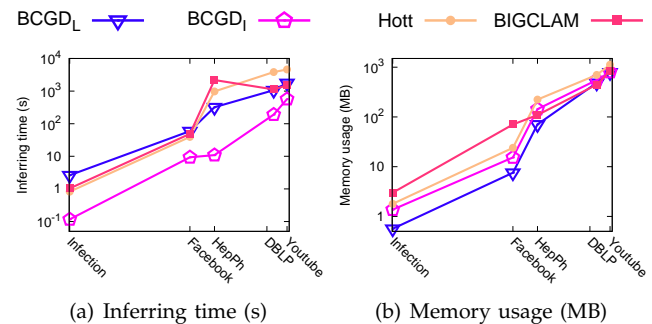 BCGD_L BCGD_I Hott BIGCLAM
Inferring time (s)
10^4
10^3
10^2
10
1
10^-1
Infection
Facebook
HepPh
DBLP
Youtube
(a) Inferring time (s)
Memory usage (MB)
10^3
10^2
10
1
Infection
Facebook
HepPh
DBLP
Youtube
(b) Memory usage (MB)